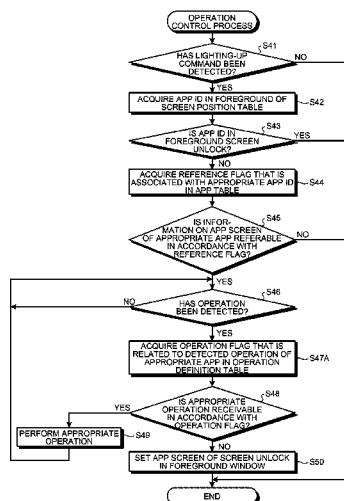 OPERATION
CONTROL PROCESS
S41
HAS LIGHTING-UP
COMMAND BEEN
DETECTED?
NO
YES
S42
ACQUIRE APP ID IN FOREGROUND OF
SCREEN POSITION TABLE
S43
IS APP ID IN
FOREGROUND SCREEN
UNLOCK?
YES
NO
S44
ACQUIRE REFERENCE FLAG THAT IS
ASSOCIATED WITH APPROPRIATE APP ID
IN APP TABLE
S45
IS INFOR-
MATION ON APP SCREEN
OF APPROPRIATE APP REFERABLE
IN ACCORDANCE WITH
REFERENCE FLAG?
NO
YES
S46
NO
HAS OPERATION
BEEN DETECTED?
YES
S47A
ACQUIRE OPERATION FLAG THAT IS
RELATED TO DETECTED OPERATION OF
APPROPRIATE APP IN OPERATION
DEFINITION TABLE
S48
YES
IS APPROPRIATE
OPERATION RECEIVABLE
IN ACCORDANCE WITH
OPERATION FLAG?
S49
PERFORM APPROPRIATE
OPERATION
NO
S50
SET APP SCREEN OF SCREEN UNLOCK
IN FOREGROUND WINDOW
END